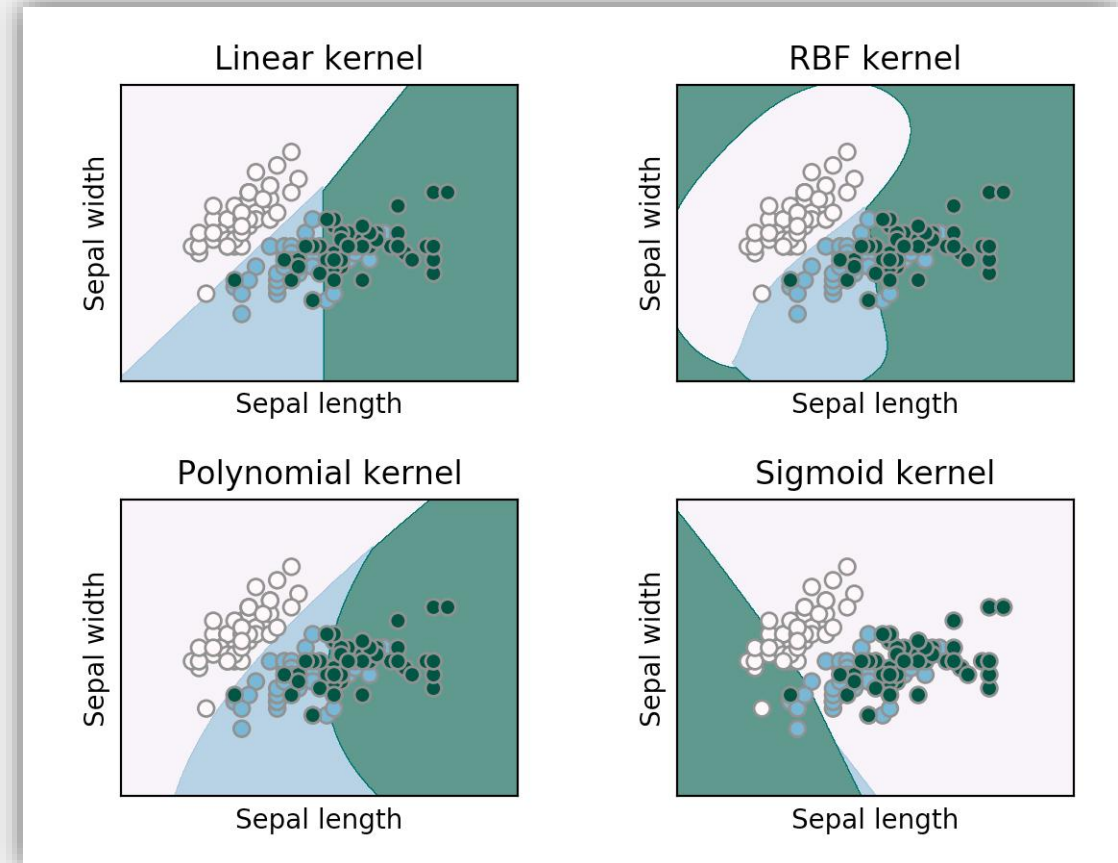 Linear kernel
Sepal width
Sepal length
RBF kernel
Sepal width
Sepal length
Polynomial kernel
Sepal width
Sepal length
Sigmoid kernel
Sepal width
Sepal length